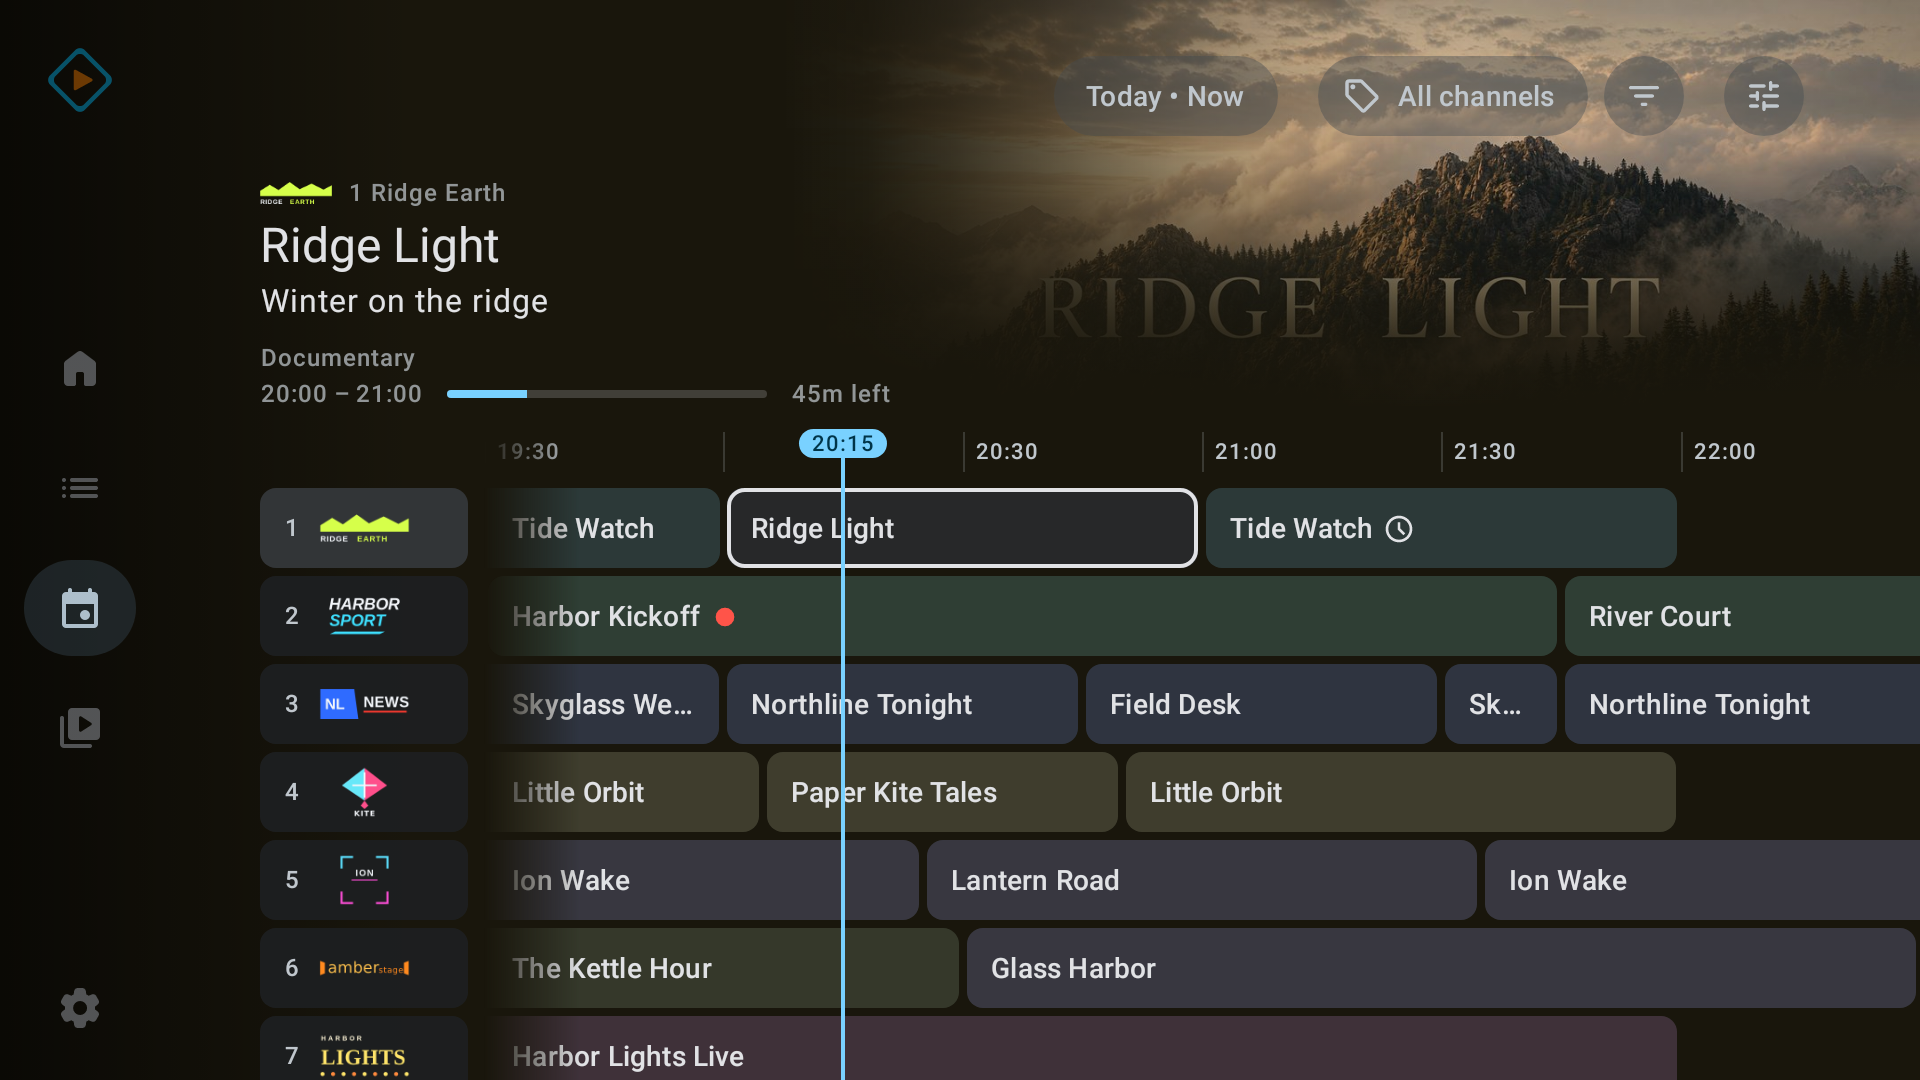 Today • Now
All channels
RIDGE EARTH
1 Ridge Earth
Ridge Light
Winter on the ridge
RIDGE LIGHT
Documentary
20:00 – 21:00
45m left
19:30
20:15
20:30
21:00
21:30
22:00
1
RIDGE EARTH
Tide Watch
Ridge Light
Tide Watch
2
HARBOR
SPORT
Harbor Kickoff
River Court
3
NL NEWS
Skyglass We...
Northline Tonight
Field Desk
Sk...
Northline Tonight
4
KITE
Little Orbit
Paper Kite Tales
Little Orbit
5
ION
Ion Wake
Lantern Road
Ion Wake
6
amberstage
The Kettle Hour
Glass Harbor
7
HARBOR
LIGHTS
Harbor Lights Live